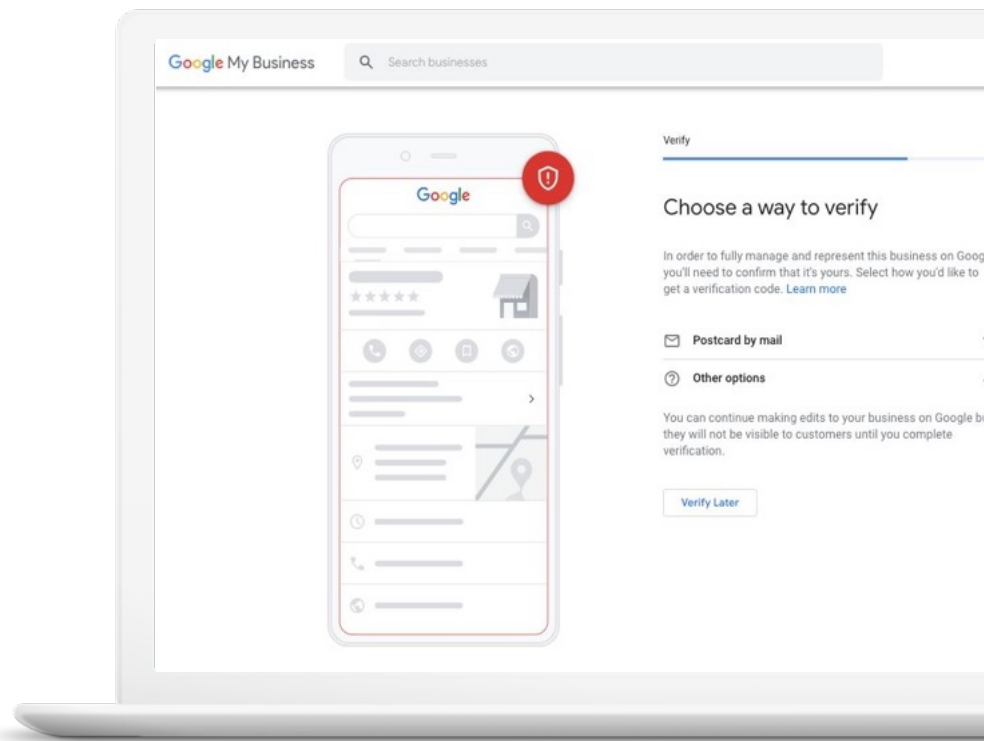 Google My Business
Search businesses
Google
Verify
Choose a way to verify
In order to fully manage and represent this business on Goog
you'll need to confirm that it's yours. Select how you'd like to
get a verification code. Learn more
Postcard by mail
Other options
You can continue making edits to your business on Google bu
they will not be visible to customers until you complete
verification.
Verify Later